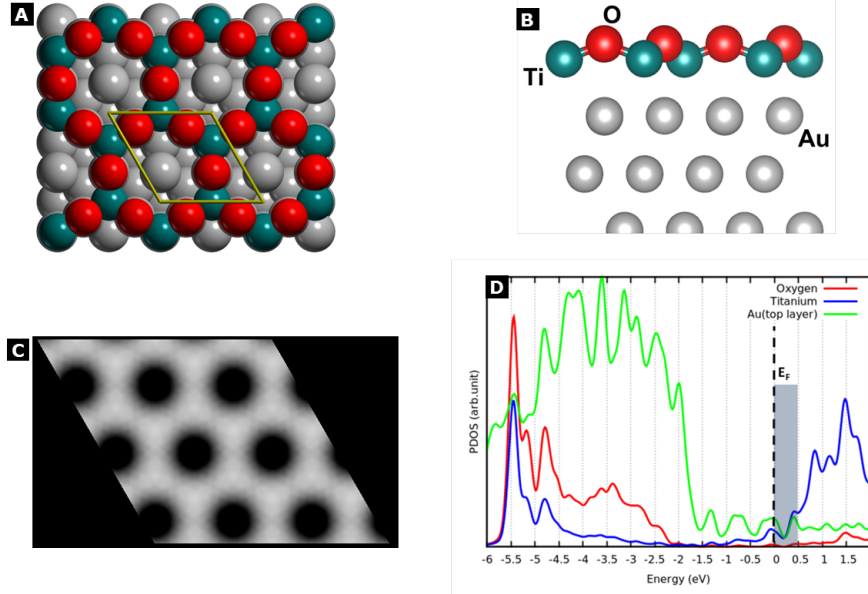 A
B
O
Ti
Au
C
D
Oxygen
Titanium
Au(top layer)
E_F
PDOS (arb.unit)
-6 -5.5 -5 -4.5 -4 -3.5 -3 -2.5 -2 -1.5 -1 -0.5 0 0.5 1 1.5
Energy (eV)